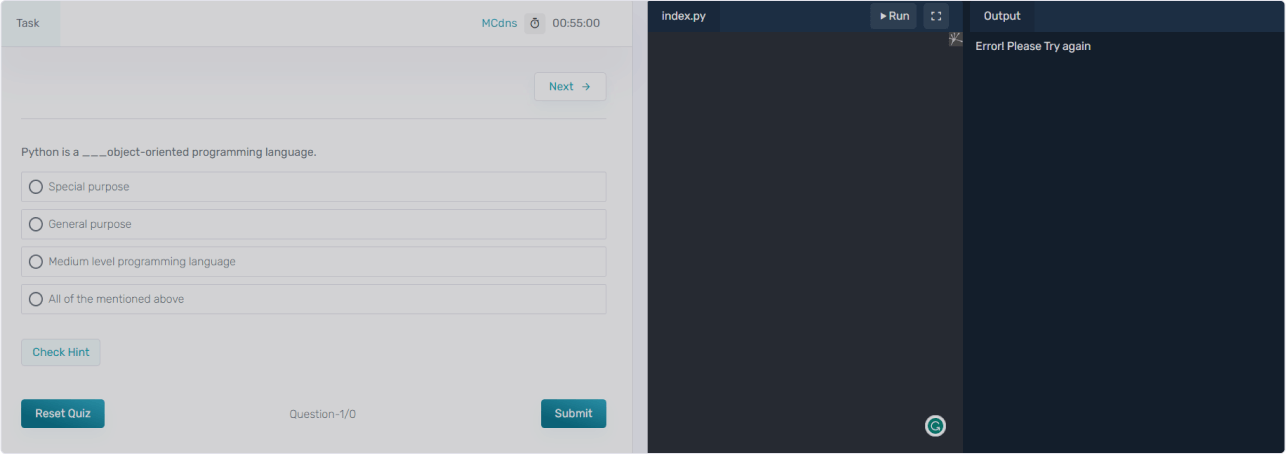 Task
MCdns 00:55:00
Next →
Python is a ___object-oriented programming language.
Special purpose
General purpose
Medium level programming language
All of the mentioned above
Check Hint
Reset Quiz
Question-1/0
Submit
index.py
Run
Output
Error! Please Try again